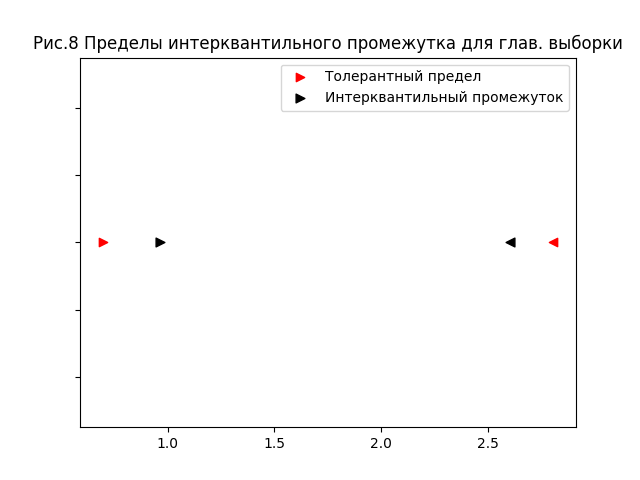 Рис.8 Пределы интерквантильного промежутка для глав. выборки
Толерантный предел
Интерквантильный промежуток
1.0 1.5 2.0 2.5